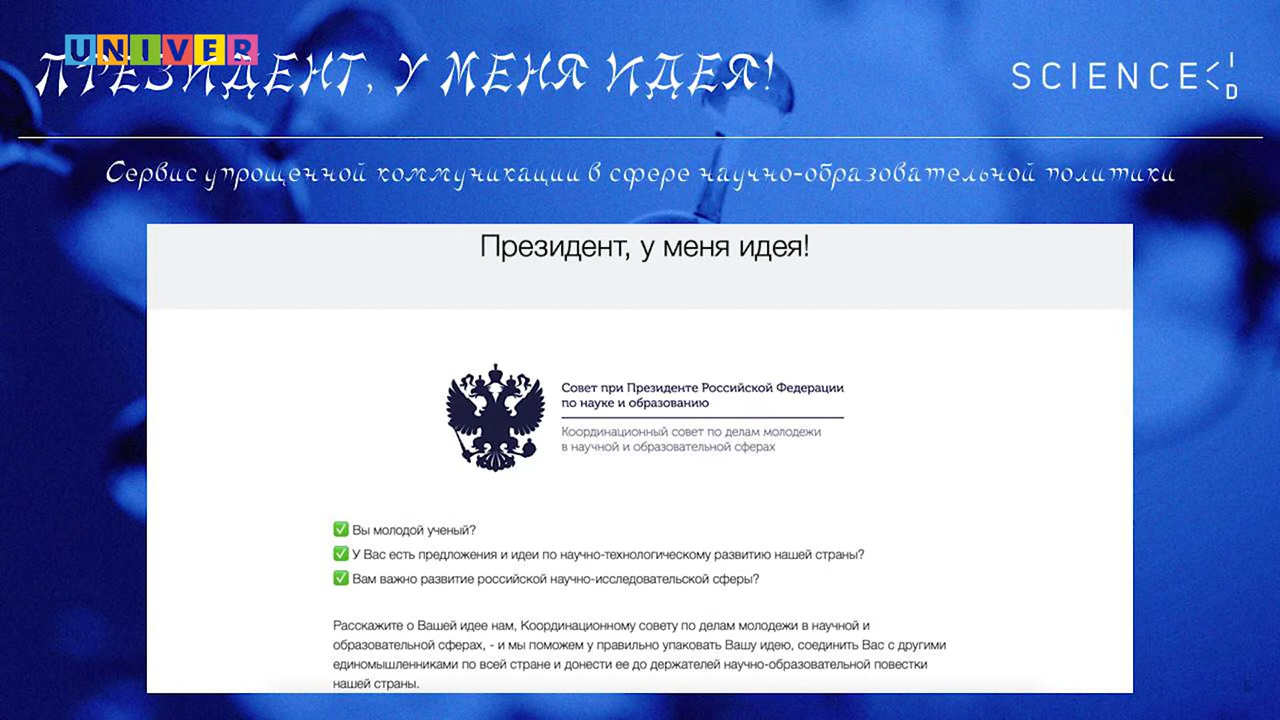 UNIVER
ПРЕЗИДЕНТ, У МЕНЯ ИДЕЯ!
SCIENCE ID
Сервис упрощенной коммуникации в сфере научно-образовательной политики
Президент, у меня идея!
Совет при Президенте Российской Федерации
по науке и образованию
Координационный совет по делам молодежи
в научной и образовательной сферах
✅ Вы молодой ученый?
✅ У Вас есть предложения и идеи по научно-технологическому развитию нашей страны?
✅ Вам важно развитие российской научно-исследовательской сферы?
Расскажите о Вашей идее нам, Координационному совету по делам молодежи в научной и
образовательной сферах, - и мы поможем у правильно упаковать Вашу идею, соединить Вас с другими
единомышленниками по всей стране и донести ее до держателей научно-образовательной повестки
нашей страны.